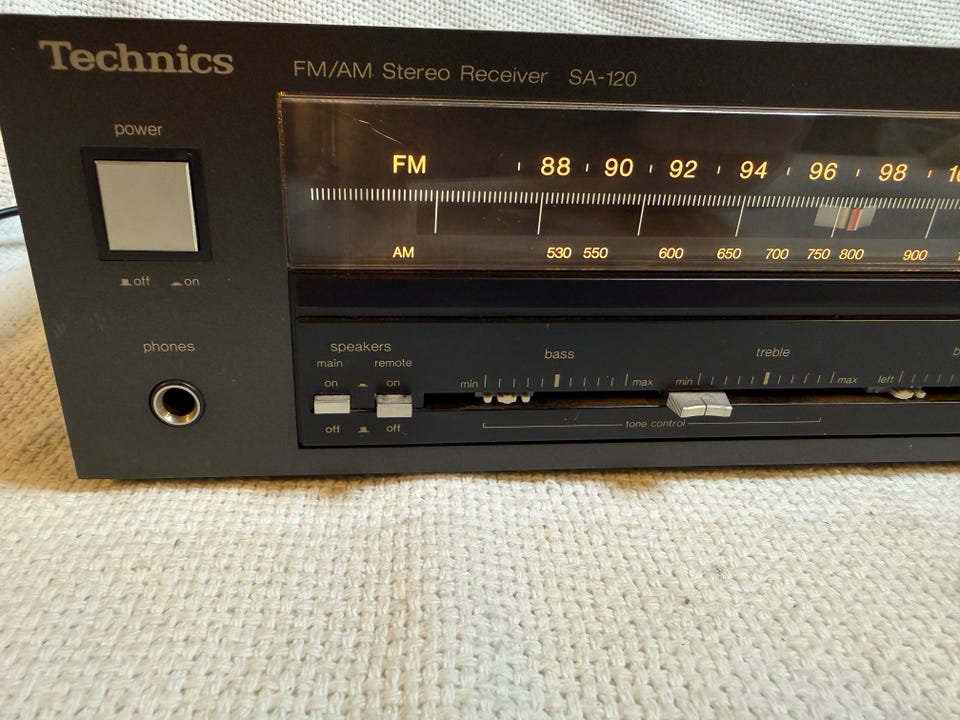 Technics
FM/AM Stereo Receiver SA-120
power
FM 88 90 92 94 96 98
AM 530 550 600 650 700 750 800 900
off on
phones
speakers
main remote
bass
treble
on on
min max min max left
off off
tone control